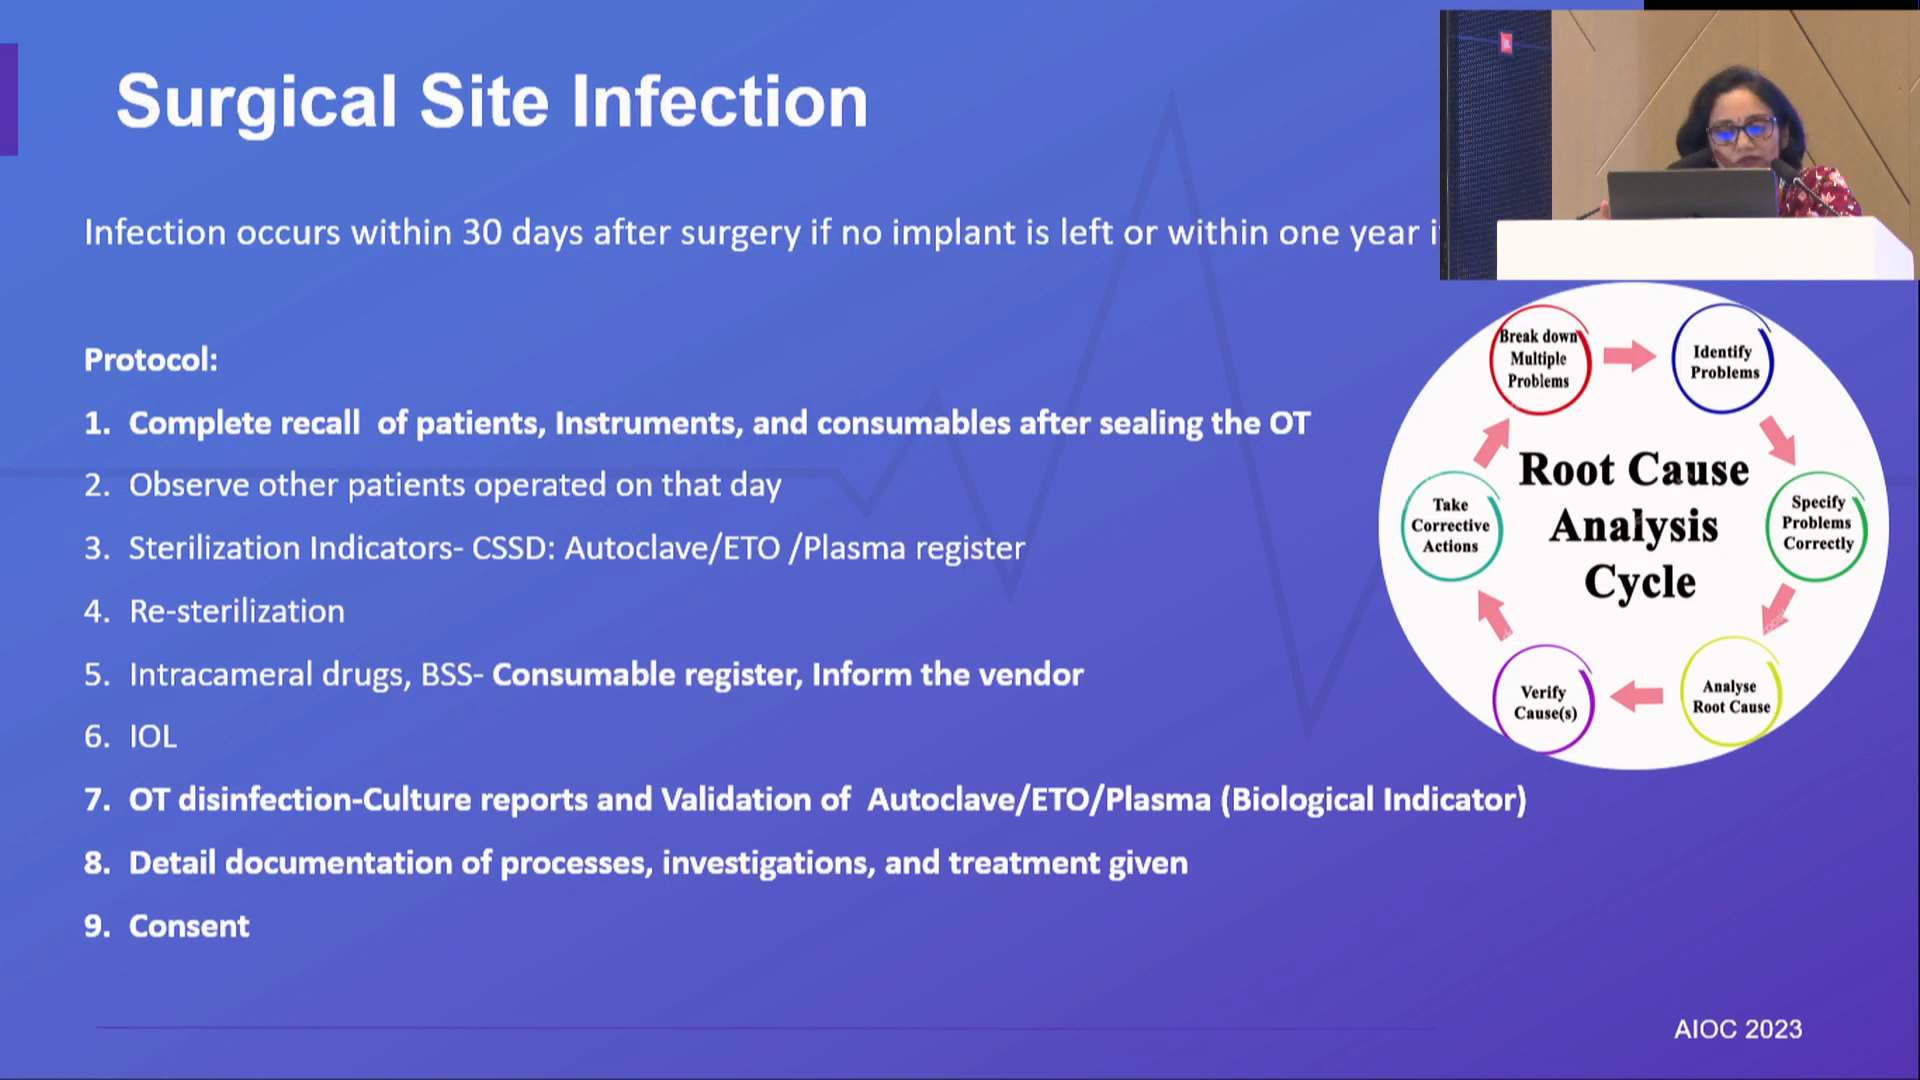 Surgical Site Infection
Infection occurs within 30 days after surgery if no implant is left or within one year
Protocol:
1. Complete recall of patients, Instruments, and consumables after sealing the OT
2. Observe other patients operated on that day
3. Sterilization Indicators- CSSD: Autoclave/ETO /Plasma register
4. Re-sterilization
5. Intracameral drugs, BSS- Consumable register, Inform the vendor
6. IOL
7. OT disinfection-Culture reports and Validation of Autoclave/ETO/Plasma (Biological Indicator)
8. Detail documentation of processes, investigations, and treatment given
9. Consent
Break down
Multiple
Problems
Identify
Problems
Root Cause
Analysis
Cycle
Take
Corrective
Actions
Specify
Problems
Correctly
Verify
Cause(s)
Analyse
Root Cause
AIOC 2023